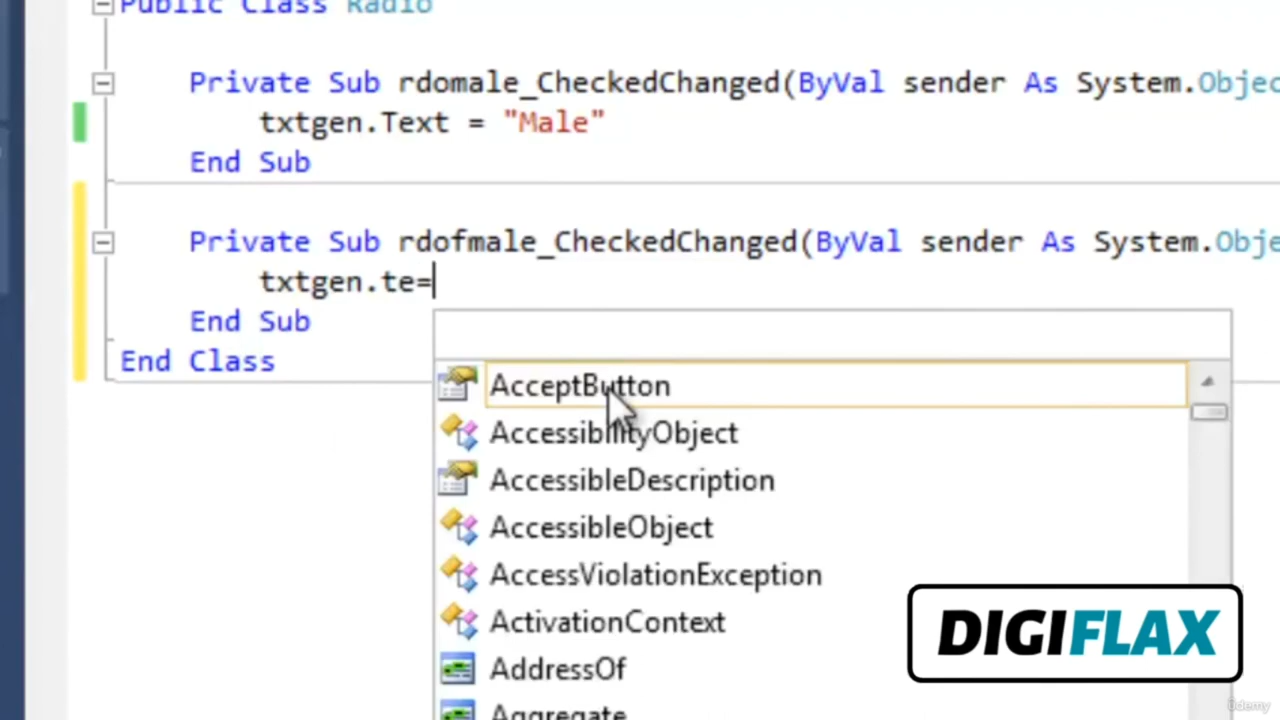 Public Class Radio
Private Sub rdomale_CheckedChanged(ByVal sender As System.Objec
txtgen.Text = "Male"
End Sub
Private Sub rdofmale_CheckedChanged(ByVal sender As System.Obje
txtgen.te=
End Sub
End Class
AcceptButton
AccessibilityObject
AccessibleDescription
AccessibleObject
AccessViolationException
ActivationContext
AddressOf
Aggregate
DIGIFLAX
Udemy